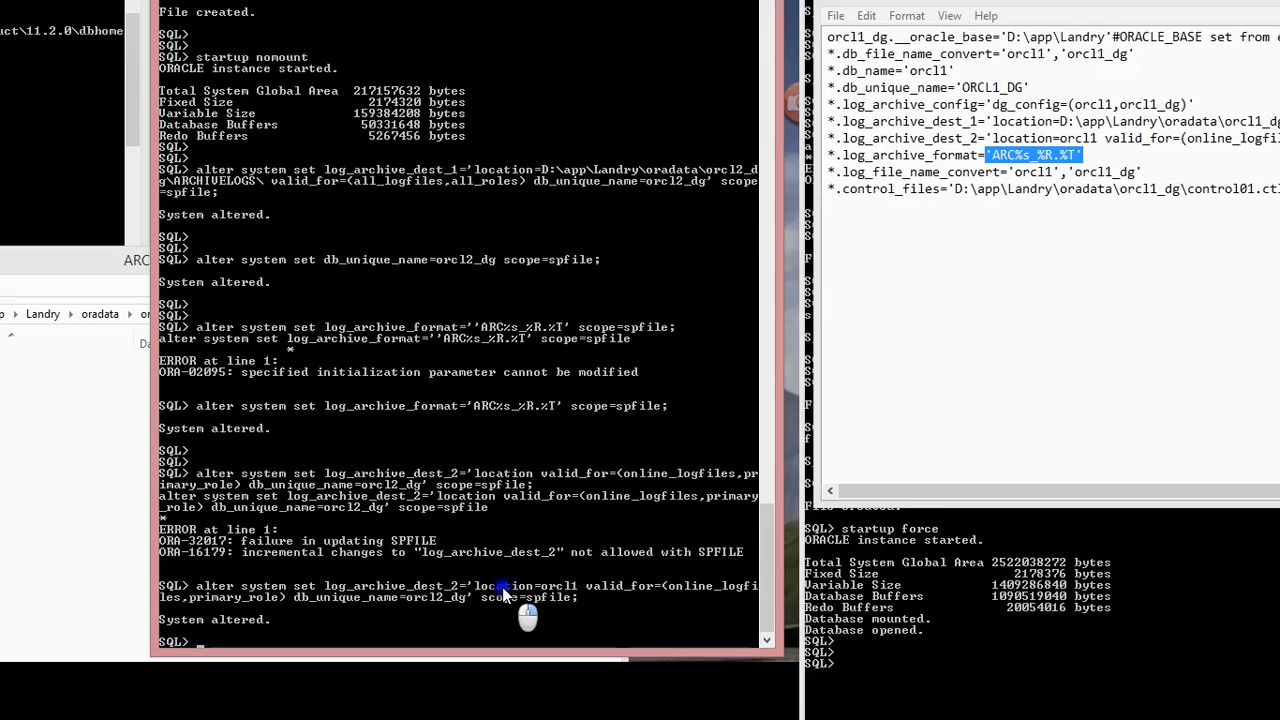 uct\11.2.0\dbhome
ARC
Landry
oradata
File created.
SQL>
SQL>
SQL> startup nomount
ORACLE instance started.
Total System Global Area 217157632 bytes
Fixed Size 2174320 bytes
Variable Size 159384208 bytes
Database Buffers 50331648 bytes
Redo Buffers 5267456 bytes
SQL>
SQL>
SQL> alter system set log_archive_dest_1='location=D:\app\Landry\oradata\orcl2_d
g\ARCHIVELOGS\ valid_for=(all_logfiles,all_roles) db_unique_name=orcl2_dg' scope
=spfile;
System altered.
SQL>
SQL>
SQL> alter system set db_unique_name=orcl2_dg scope=spfile;
System altered.
SQL>
SQL>
SQL> alter system set log_archive_format=''ARC%s_%R.%T' scope=spfile;
alter system set log_archive_format=''ARC%s_%R.%T' scope=spfile
*
ERROR at line 1:
ORA-02095: specified initialization parameter cannot be modified
SQL> alter system set log_archive_format='ARC%s_%R.%T' scope=spfile;
System altered.
SQL>
SQL>
SQL> alter system set log_archive_dest_2='location valid_for=(online_logfiles,pr
imary_role) db_unique_name=orcl2_dg' scope=spfile;
alter system set log_archive_dest_2='location valid_for=(online_logfiles,primary
_role) db_unique_name=orcl2_dg' scope=spfile
*
ERROR at line 1:
ORA-32017: failure in updating SPFILE
ORA-16179: incremental changes to "log_archive_dest_2" not allowed with SPFILE
SQL> alter system set log_archive_dest_2='location=orcl1 valid_for=(online_logfi
les,primary_role) db_unique_name=orcl2_dg' scope=spfile;
System altered.
SQL>
File Edit Format View Help
orcl1_dg.__oracle_base='D:\app\Landry'#ORACLE_BASE set from e
*.db_file_name_convert='orcl1','orcl1_dg'
*.db_name='orcl1'
*.db_unique_name='ORCL1_DG'
*.log_archive_config='dg_config=(orcl1,orcl1_dg)'
*.log_archive_dest_1='location=D:\app\Landry\oradata\orcl1_dg
*.log_archive_dest_2='location=orcl1 valid_for=(online_logfil
*.log_archive_format='ARC%s_%R.%T'
*.log_file_name_convert='orcl1','orcl1_dg'
*.control_files='D:\app\Landry\oradata\orcl1_dg\control01.ctl
SQL> startup force
ORACLE instance started.
Total System Global Area 2522038272 bytes
Fixed Size 2178376 bytes
Variable Size 1409286840 bytes
Database Buffers 1090519040 bytes
Redo Buffers 20054016 bytes
Database mounted.
Database opened.
SQL>
SQL>
SQL>